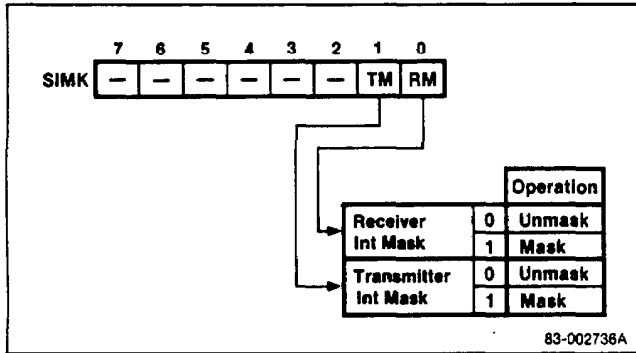 7 6 5 4 3 2 1 0
SIMK — — — — — — TM RM
Operation
Receiver Int Mask 0 Unmask
1 Mask
Transmitter Int Mask 0 Unmask
1 Mask
83-002736A